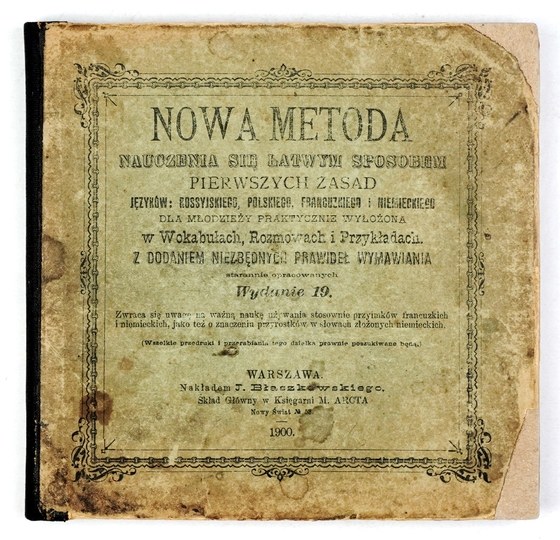 NOWA METODA
NAUCZENIA SIĘ ŁATWYM SPOSOBEM
PIERWSZYCH ZASAD
JĘZYKÓW: ROSSYJSKIEGO, POLSKIEGO, FRANCUZKIEGO I NIEMIECKIEGO
DLA MŁODZIEŻY PRAKTYCZNIE WYŁOŻONA
w Wokabułach, Rozmowach i Przykładach.
Z DODANIEM NIEZBĘDNYCH PRAWIDEŁ WYMAWIANIA
starannie opracowanych
Wydanie 19.
Zwraca się uwagę na ważną naukę używania stosownie przyimków francuzkich
i niemieckich, jako też o znaczeniu przyrostków w słowach złożonych niemieckich.
(Wszelkie przedruki i przerabiania tego dziełka prawnie poszukiwane będą.)
WARSZAWA.
Nakładem J. Błaszkowskiego.
Skład Główny w Księgarni M. ARCTA
Nowy Świat №
1900.